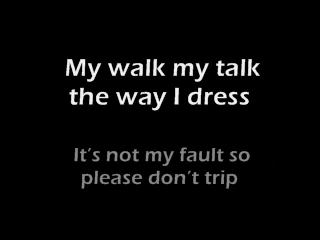 My walk my talk
the way I dress
It's not my fault so
please don't trip